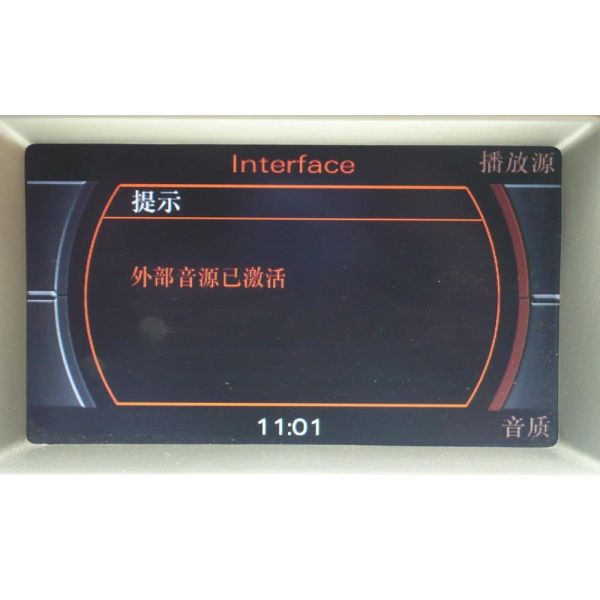 Interface
播放源
提示
外部音源已激活
11:01
音质